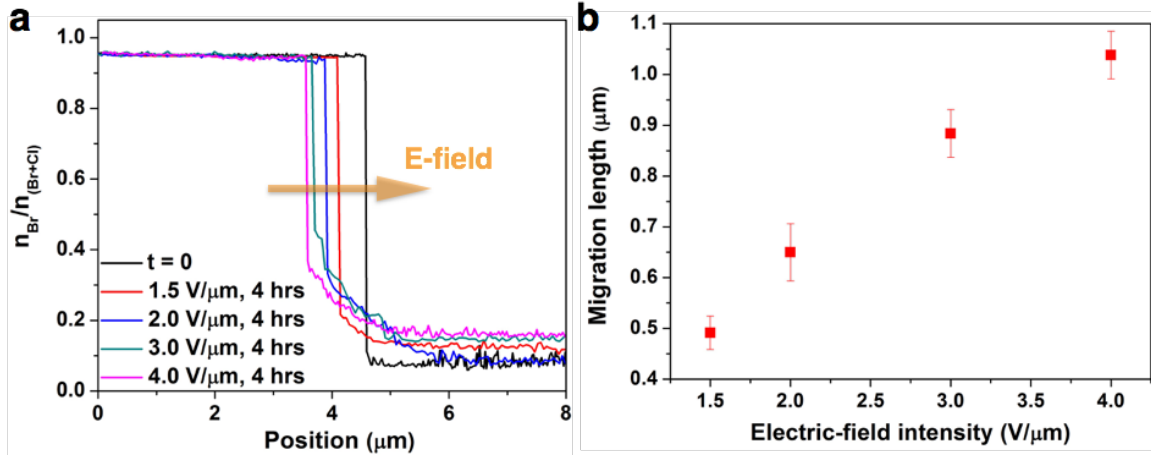 a
1.0
0.8
0.6
0.4
0.2
0.0
n_Br/n_(Br+Cl)
E-field
t = 0
1.5 V/μm, 4 hrs
2.0 V/μm, 4 hrs
3.0 V/μm, 4 hrs
4.0 V/μm, 4 hrs
0 2 4 6 8
Position (μm)
b
1.1
1.0
0.9
0.8
0.7
0.6
0.5
0.4
Migration length (μm)
1.5 2.0 2.5 3.0 3.5 4.0
Electric-field intensity (V/μm)